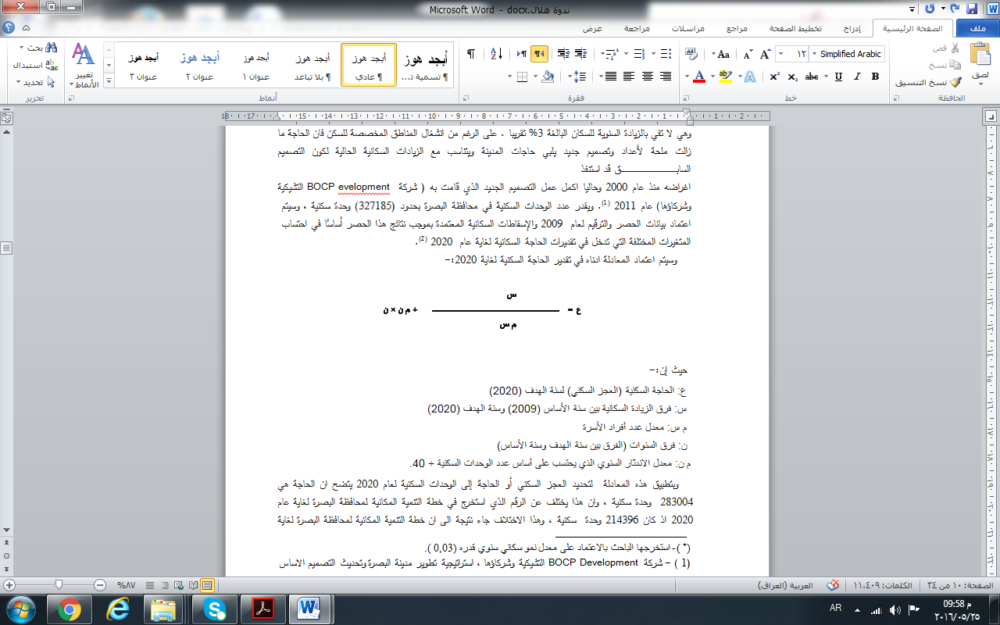 ندوة هلال.docx - Microsoft Word
ملف الصفحة الرئيسية إدراج تخطيط الصفحة مراجع مراسلات مراجعة عرض
قص
نسخ
نسخ التنسيق
لصق
الحافظة
Simplified Arabic ١٢
خط
فقرة
أبجد هوز أبجد هوز أبجد هوز أبجد هوز أبجد هوز أبجد هوز
¶ تسمية ت... ¶ عادي ¶ بلا تباعد عنوان ١ عنوان ٢ عنوان ٣
أنماط
تغيير الأنماط
بحث
استبدال
تحديد
تحرير
وهي لا تفي بالزيادة السنوية للسكان البالغة 3% تقريبا . على الرغم من انشغال المناطق المخصصة للسكن فان الحاجة ما
زالت ملحة لأعداد وتصميم جديد يلبي حاجات المدينة ويتناسب مع الزيادات السكانية الحالية لكون التصميم
السابـــــــــــــــــق قد استنفذ
اغراضه منذ عام 2000 وحاليا اكمل عمل التصميم الجديد الذي قامت به ( شركة BOCP evelopment التشيكية
وشركاؤها) عام 2011 (1). ويقدر عدد الوحدات السكنية في محافظة البصرة بحدود (327185) وحدة سكنية ، وسيتم
اعتماد بيانات الحصر والترقيم لعام 2009 والإسقاطات السكانية المعتمدة بموجب نتائج هذا الحصر أساسًا في احتساب
المتغيرات المختلفة التي تدخل في تقديرات الحاجة السكانية لغاية عام 2020 (2).
وسيتم اعتماد المعادلة ادناه في تقدير الحاجة السكنية لغاية 2020:-
س
ع = + م ن × ن
م س
حيث إن:-
ع: الحاجة السكنية (العجز السكني) لسنة الهدف (2020)
س: فرق الزيادة السكانية بين سنة الأساس (2009) وسنة الهدف (2020)
م س: معدل عدد أفراد الأسرة
ن: فرق السنوات (الفرق بين سنة الهدف وسنة الأساس)
م ن: معدل الاندثار السنوي الذي يحتسب على أساس عدد الوحدات السكنية ÷ 40.
وبتطبيق هذه المعادلة لتحديد العجز السكني أو الحاجة إلى الوحدات السكنية لعام 2020 يتضح ان الحاجة هي
283004 وحدة سكنية ، وان هذا يختلف عن الرقم الذي استخرج في خطة التنمية المكانية لمحافظة البصرة لغاية عام
2020 اذ كان 214396 وحدة سكنية ، وهذا الاختلاف جاء نتيجة الى ان خطة التنمية المكانية لمحافظة البصرة لغاية
(* )- استخرجها الباحث بالاعتماد على معدل نمو سكاني سنوي قدره (0,03 ).
(1 ) – شركة BOCP Development التشيكية وشركاؤها ، استراتيجية تطوير مدينة البصرة وتحديث التصميم الاساس
الصفحة: ١٠ من ٣٤ الكلمات: ١١،٤٠٩ العربية (العراق) ٨٧%
AR
09:58 م
٢٠١٦/٠٥/٢٥